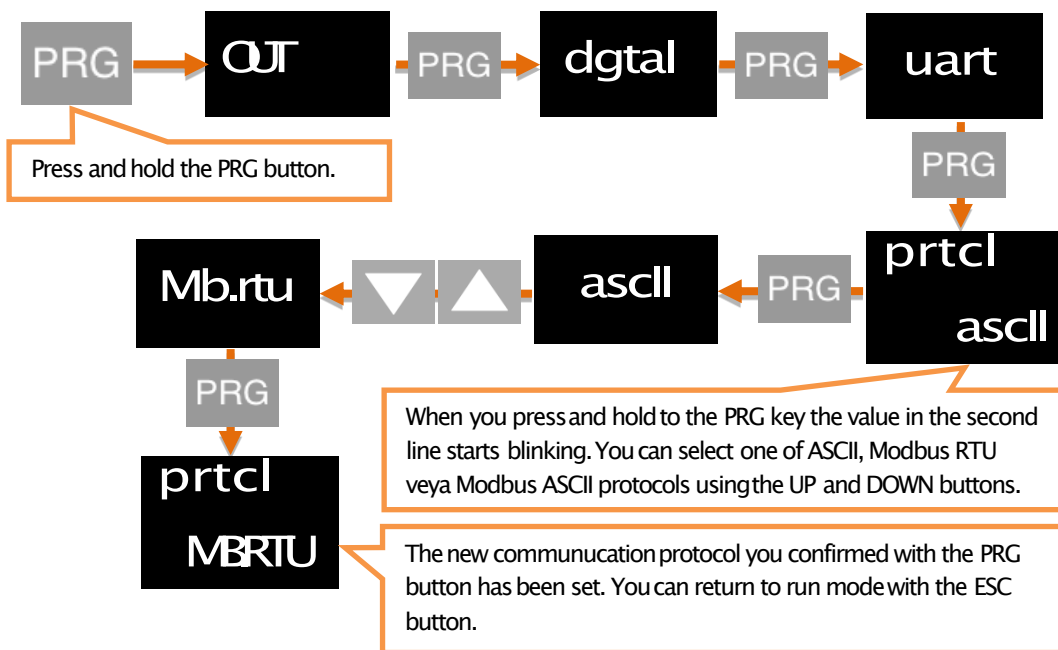 PRG
OUT
PRG
dgtal
PRG
uart
Press and hold the PRG button.
PRG
prtcl
ascII
PRG
ascII
Mb.rtu
PRG
When you press and hold to the PRG key the value in the second
line starts blinking. You can select one of ASCII, Modbus RTU
veya Modbus ASCII protocols using the UP and DOWN buttons.
prtcl
MBRTU
The new communucation protocol you confirmed with the PRG
button has been set. You can return to run mode with the ESC
button.